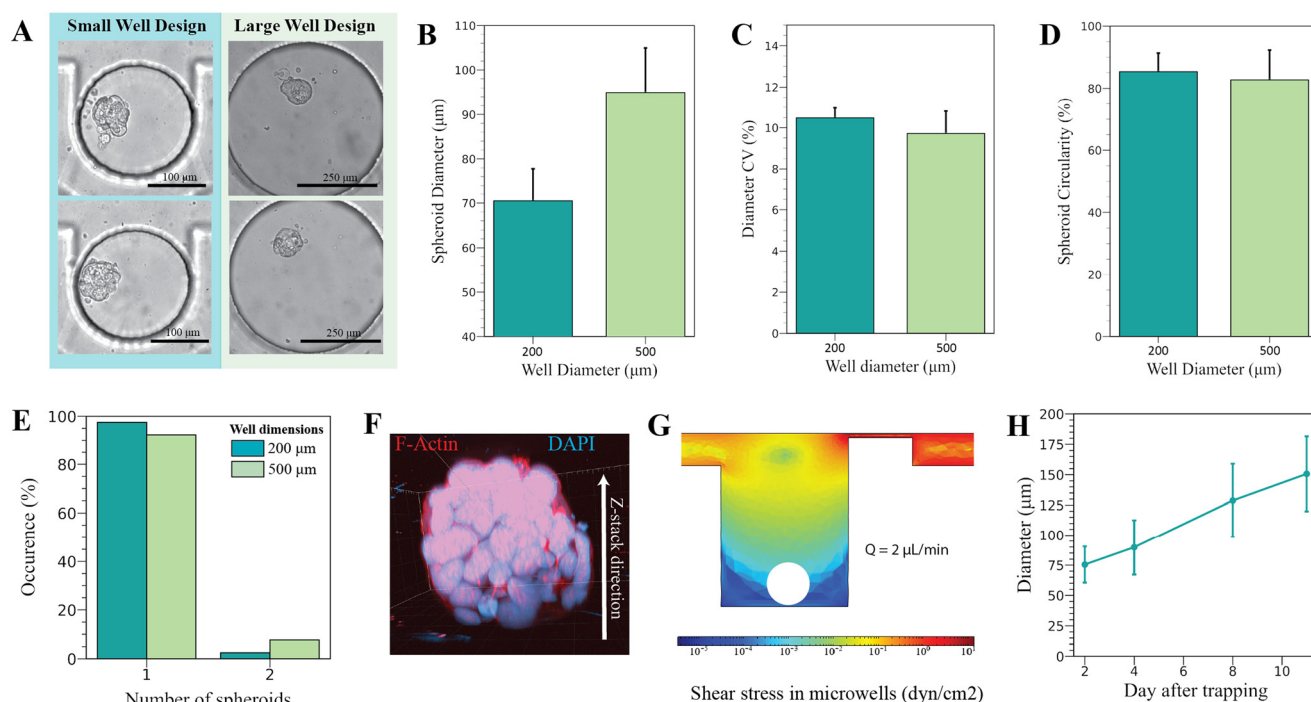 A
Small Well Design
Large Well Design
100 μm
250 μm
100 μm
250 μm
B
Spheroid Diameter (μm)
110
100
90
80
70
60
50
40
200
500
Well Diameter (μm)
C
Diameter CV (%)
14
12
10
8
6
4
2
0
200
500
Well diameter (μm)
D
Spheroid Circularity (%)
100
80
60
40
20
0
200
500
Well Diameter (μm)
E
Occurence (%)
100
80
60
40
20
0
Well dimensions
200 μm
500 μm
1
2
Number of spheroids
F
F-Actin
DAPI
Z-stack direction
G
Q = 2 μL/min
10⁻⁵
10⁻⁴
10⁻³
10⁻²
10⁻¹
10⁰
10¹
Shear stress in microwells (dyn/cm2)
H
Diameter (μm)
200
175
150
125
100
75
50
25
0
2
4
6
8
10
Day after trapping